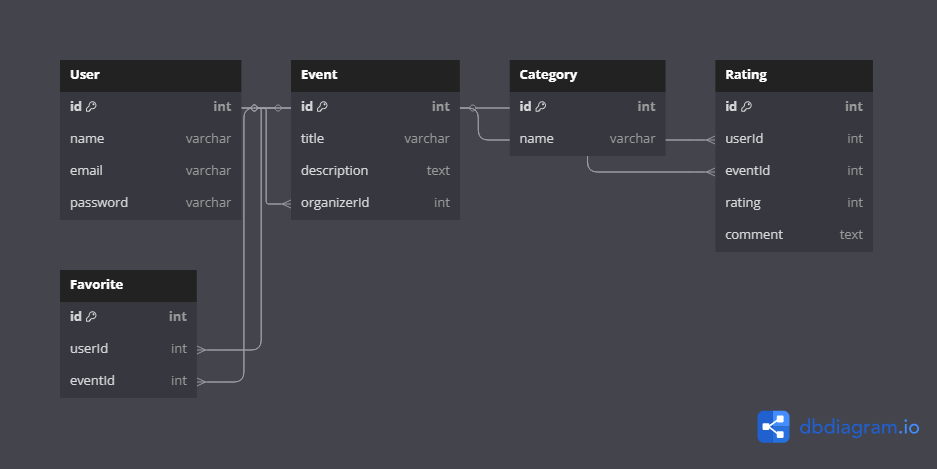 User
id int
name varchar
email varchar
password varchar
Event
id int
title varchar
description text
organizerId int
Category
id int
name varchar
Rating
id int
userId int
eventId int
rating int
comment text
Favorite
id int
userId int
eventId int
dbdiagram.io